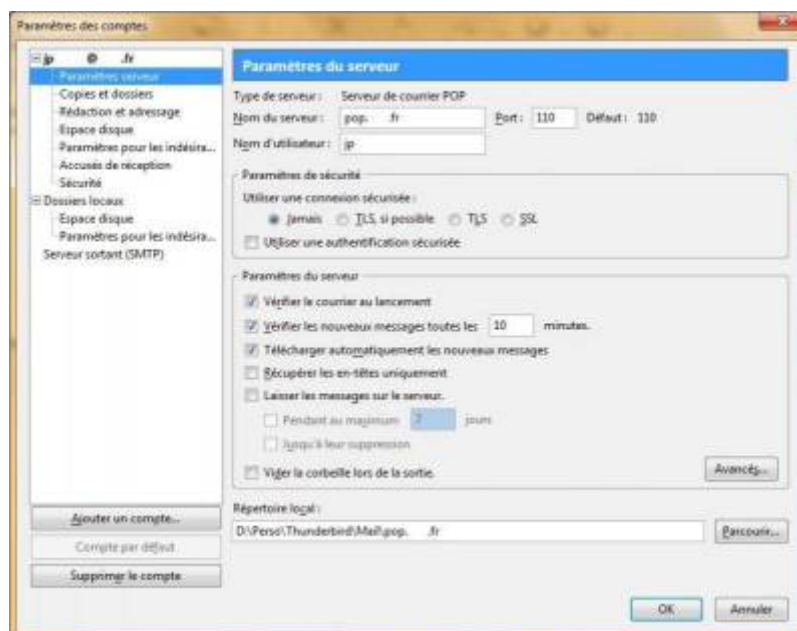 Paramètres des comptes
jp @ .fr
Paramètres serveur
Copies et dossiers
Rédaction et adressage
Espace disque
Paramètres pour les indésira...
Accusés de réception
Sécurité
Dossiers locaux
Espace disque
Paramètres pour les indésira...
Serveur sortant (SMTP)
Ajouter un compte...
Compte par défaut
Supprimer le compte
Paramètres du serveur
Type de serveur : Serveur de courrier POP
Nom du serveur : pop. .fr Port : 110 Défaut : 110
Nom d'utilisateur : jp
Paramètres de sécurité
Utiliser une connexion sécurisée :
Jamais TLS, si possible TLS SSL
Utiliser une authentification sécurisée
Paramètres du serveur
Vérifier le courrier au lancement
Vérifier les nouveaux messages toutes les 10 minutes.
Télécharger automatiquement les nouveaux messages
Récupérer les en-têtes uniquement
Laisser les messages sur le serveur.
Pendant au maximum 7 jours
Jusqu'à leur suppression
Vider la corbeille lors de la sortie.
Avancés...
Répertoire local :
D:\Perso\Thunderbird\Mail\pop. .fr
Parcourir...
OK Annuler